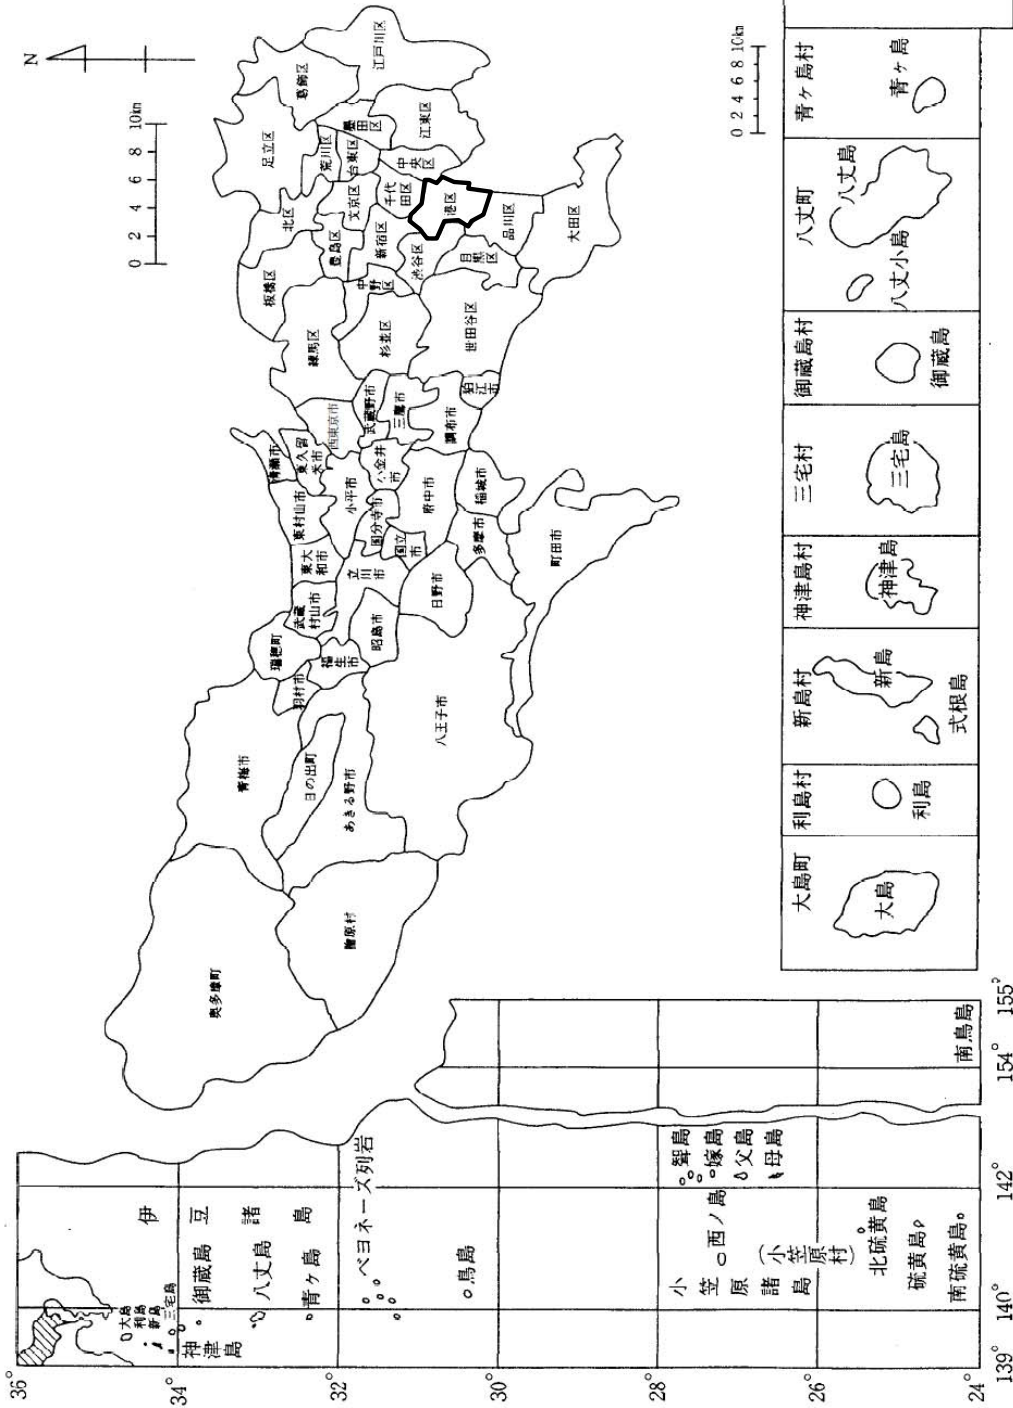 N
0 2 4 6 8 10km
奥多摩町
檜原村
青梅市
日の出町
あきる野市
八王子市
羽村市
瑞穂町
福生市
武蔵
村山市
昭島市
東大
和市
立川市
日野市
東村山市
小平市
国分寺市
国立市
府中市
多摩市
稲城市
町田市
清瀬市
東久留
米市
西東京市
小金井市
武蔵野市
三鷹市
調布市
狛江市
練馬区
杉並区
世田谷区
板橋区
豊島区
中野区
新宿区
渋谷区
目黒区
北区
文京区
千代
田区
港区
品川区
大田区
足立区
荒川区
台東区
中央区
葛飾区
墨田区
江東区
江戸川区
36°
34°
32°
30°
28°
26°
24°
139°
140°
142°
154°
155°
伊豆諸島
大島
利島
新島
三宅島
神津島
御蔵島
八丈島
青ヶ島
ベヨネーズ列岩
鳥島
小笠原諸島
(小笠原村)
西ノ島
聟島
嫁島
父島
母島
北硫黄島
硫黄島
南硫黄島
南鳥島
大島町
大島
利島村
利島
新島村
新島
式根島
神津島村
神津島
三宅村
三宅島
御蔵島村
御蔵島
八丈町
八丈島
八丈小島
青ヶ島村
青ヶ島
0 2 4 6 8 10km